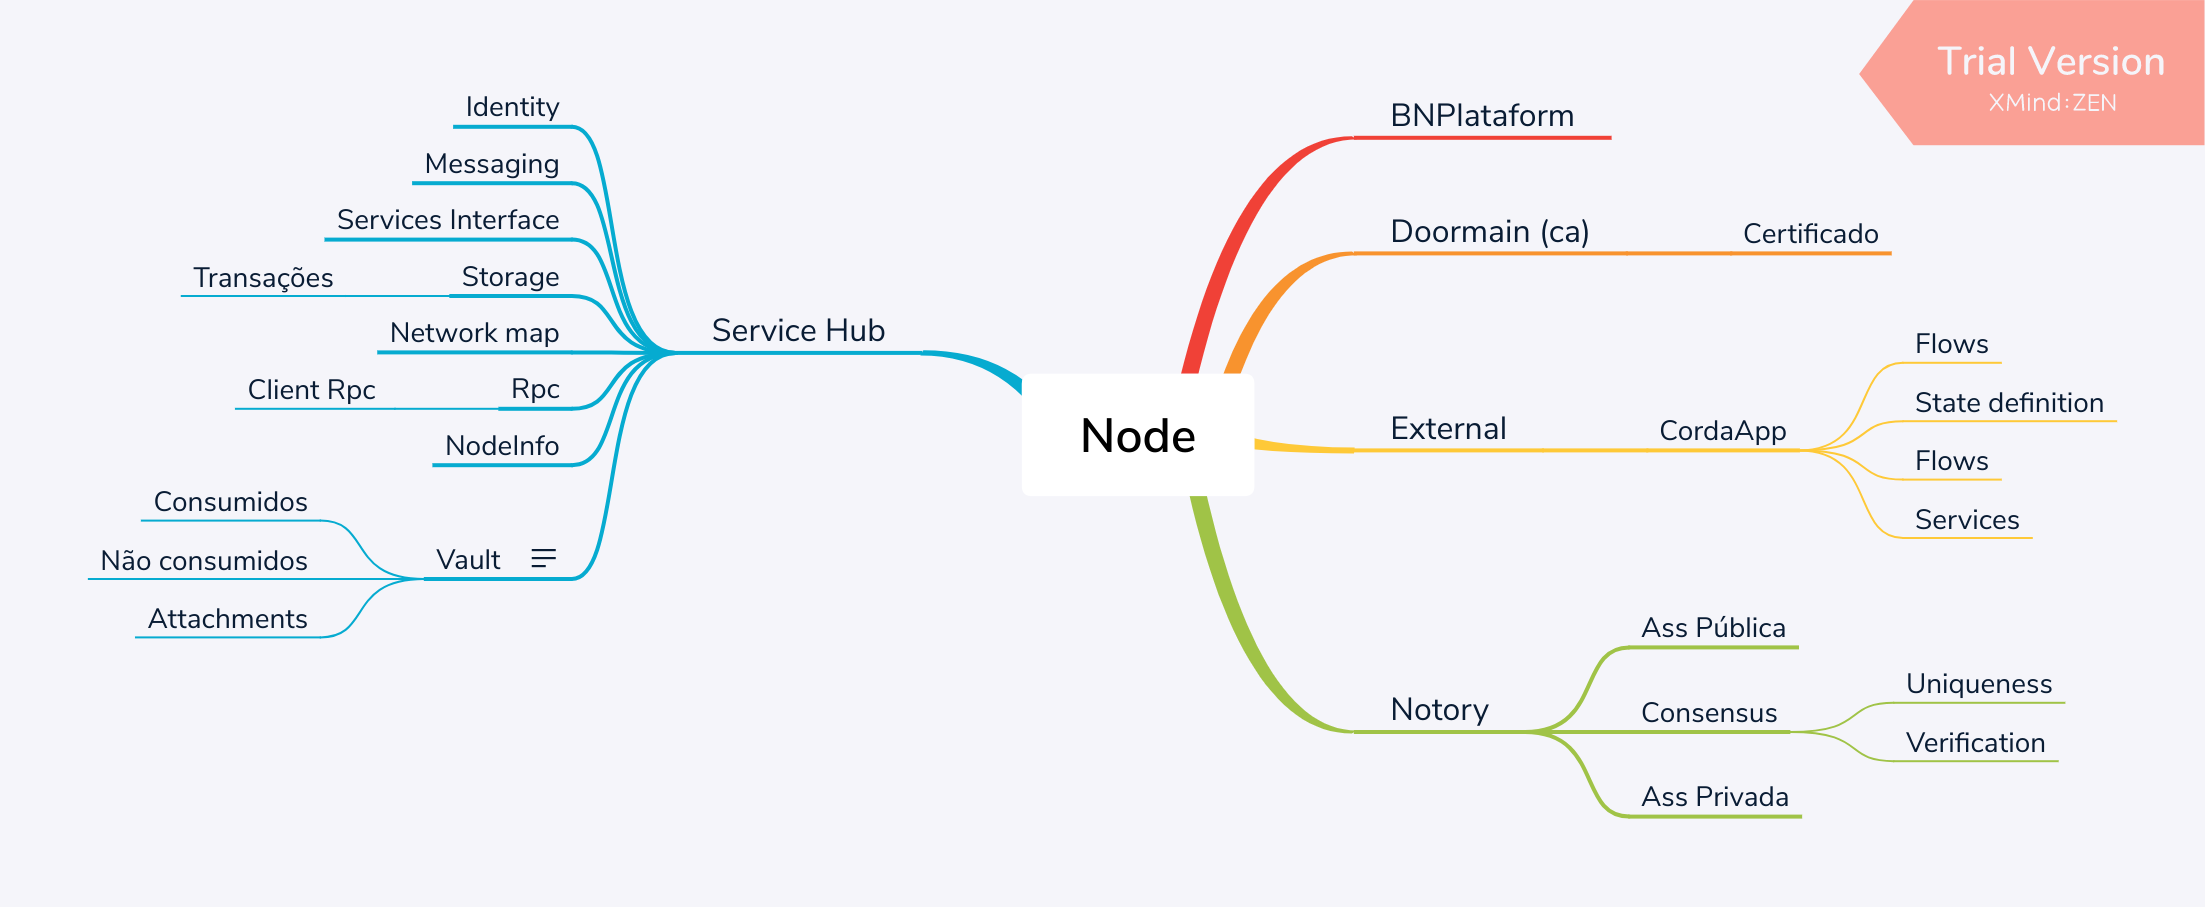 Trial Version
XMind:ZEN
Node
BNPlataform
Doormain (ca)
Certificado
External
CordaApp
Flows
State definition
Flows
Services
Notory
Ass Pública
Consensus
Uniqueness
Verification
Ass Privada
Service Hub
Identity
Messaging
Services Interface
Storage
Transações
Network map
Rpc
Client Rpc
NodeInfo
Vault
Consumidos
Não consumidos
Attachments